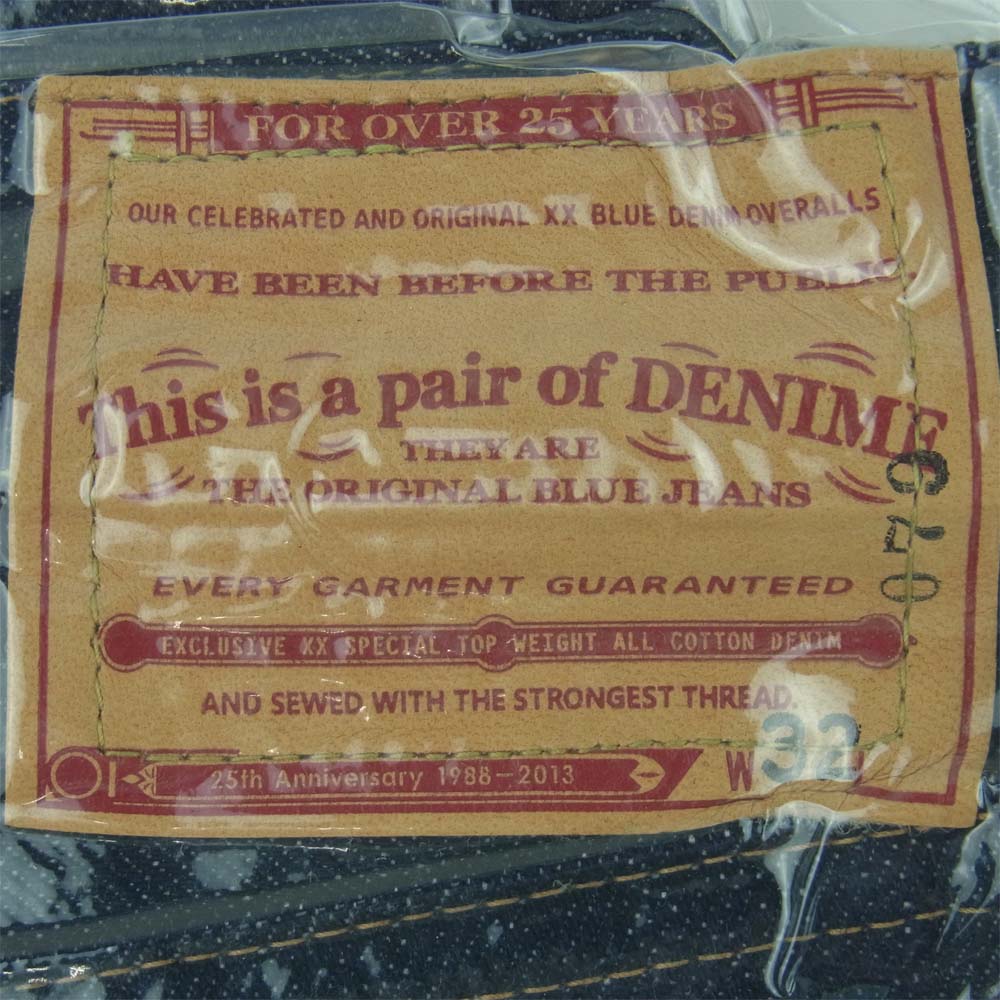 FOR OVER 25 YEARS
OUR CELEBRATED AND ORIGINAL XX BLUE DENIM OVERALLS
HAVE BEEN BEFORE THE PUBLIC.
This is a pair of DENIME
THEY ARE
THE ORIGINAL BLUE JEANS
EVERY GARMENT GUARANTEED
EXCLUSIVE XX SPECIAL TOP WEIGHT ALL COTTON DENIM
AND SEWED WITH THE STRONGEST THREAD.
25th Anniversary 1988-2013
W 32
079